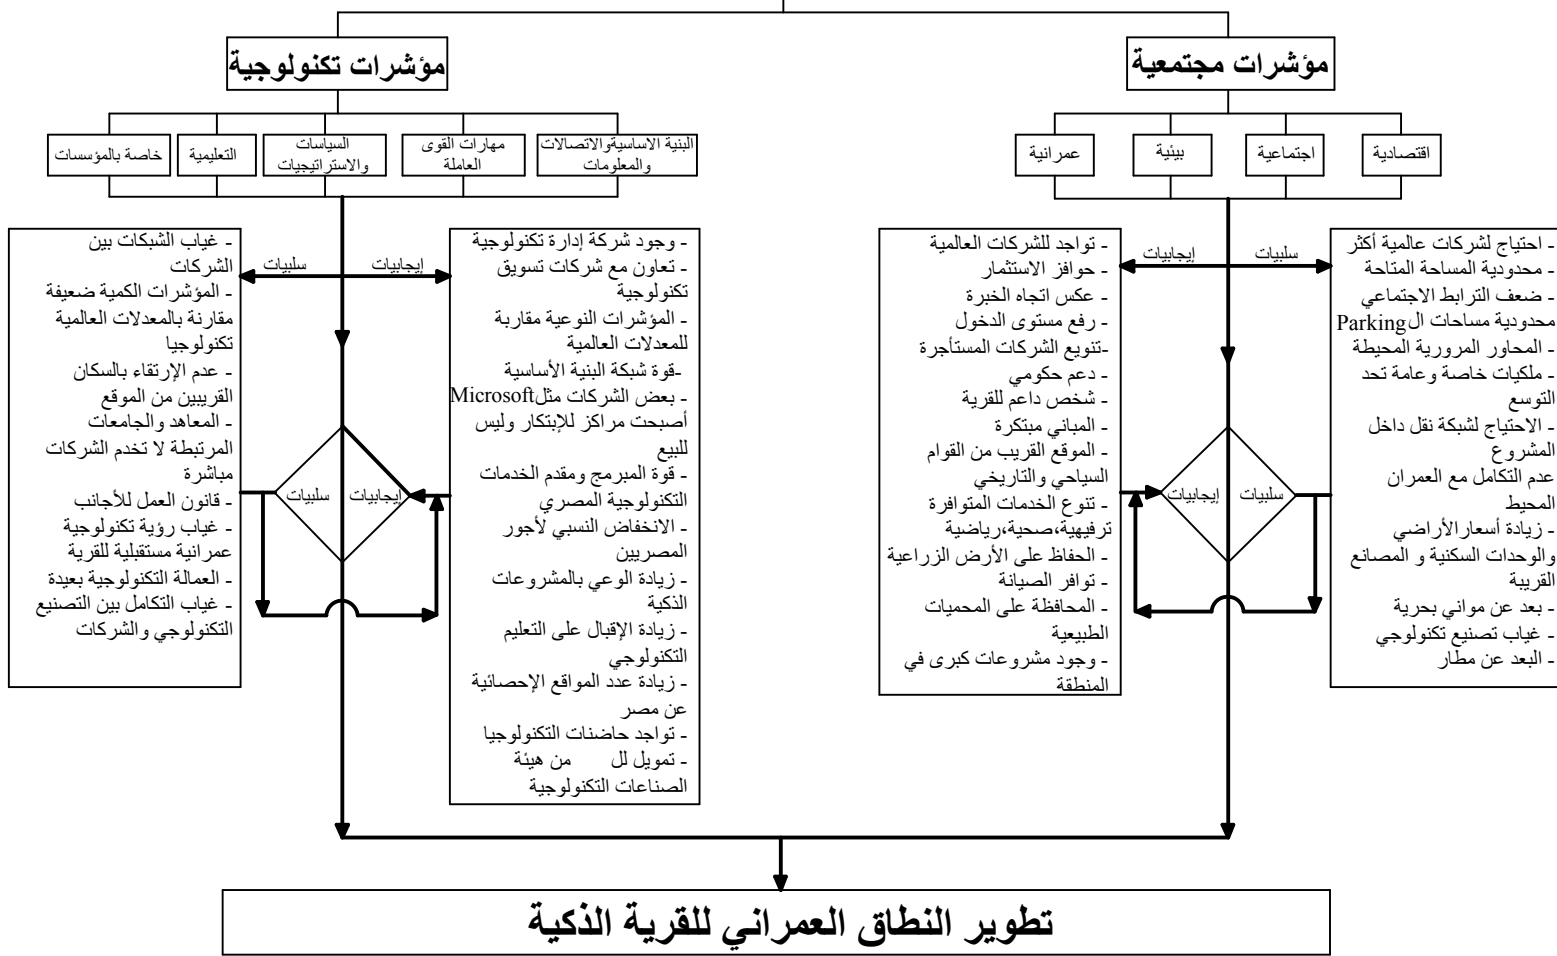 مؤشرات مجتمعية
اقتصادية
اجتماعية
بيئية
عمرانية
سلبيات
إيجابيات
- احتياج لشركات عالمية أكثر
- محدودية المساحة المتاحة
- ضعف الترابط الاجتماعي
محدودية مساحات ال Parking
- المحاور المرورية المحيطة
- ملكيات خاصة وعامة تحد
التوسع
- الاحتياج لشبكة نقل داخل
المشروع
عدم التكامل مع العمران
المحيط
- زيادة أسعار الأراضي
والوحدات السكنية و المصانع
القريبة
- بعد عن مواني بحرية
- غياب تصنيع تكنولوجي
- البعد عن مطار
- تواجد للشركات العالمية
- حوافز الاستثمار
- عكس اتجاه الخبرة
- رفع مستوى الدخول
-تنويع الشركات المستأجرة
- دعم حكومي
- شخص داعم للقرية
- المباني مبتكرة
- الموقع القريب من القوام
السياحي والتاريخي
- تنوع الخدمات المتوافرة
ترفيهية،صحية،رياضية
- الحفاظ على الأرض الزراعية
- توافر الصيانة
- المحافظة على المحميات
الطبيعية
- وجود مشروعات كبرى في
المنطقة
سلبيات
إيجابيات
مؤشرات تكنولوجية
البنية الاساسيةوالاتصالات
والمعلومات
مهارات القوى
العاملة
السياسات
والاستراتيجيات
التعليمية
خاصة بالمؤسسات
إيجابيات
سلبيات
- وجود شركة إدارة تكنولوجية
- تعاون مع شركات تسويق
تكنولوجية
- المؤشرات النوعية مقاربة
للمعدلات العالمية
-قوة شبكة البنية الأساسية
- بعض الشركات مثل Microsoft
أصبحت مراكز للإبتكار وليس
للبيع
- قوة المبرمج ومقدم الخدمات
التكنولوجية المصري
- الانخفاض النسبي لأجور
المصريين
- زيادة الوعي بالمشروعات
الذكية
- زيادة الإقبال على التعليم
التكنولوجي
- زيادة عدد المواقع الإحصائية
عن مصر
- تواجد حاضنات التكنولوجيا
- تمويل لل من هيئة
الصناعات التكنولوجية
- غياب الشبكات بين
الشركات
- المؤشرات الكمية ضعيفة
مقارنة بالمعدلات العالمية
تكنولوجيا
- عدم الإرتقاء بالسكان
القريبين من الموقع
- المعاهد والجامعات
المرتبطة لا تخدم الشركات
مباشرة
- قانون العمل للأجانب
- غياب رؤية تكنولوجية
عمرانية مستقبلية للقرية
- العمالة التكنولوجية بعيدة
- غياب التكامل بين التصنيع
التكنولوجي والشركات
إيجابيات
سلبيات
تطوير النطاق العمراني للقرية الذكية